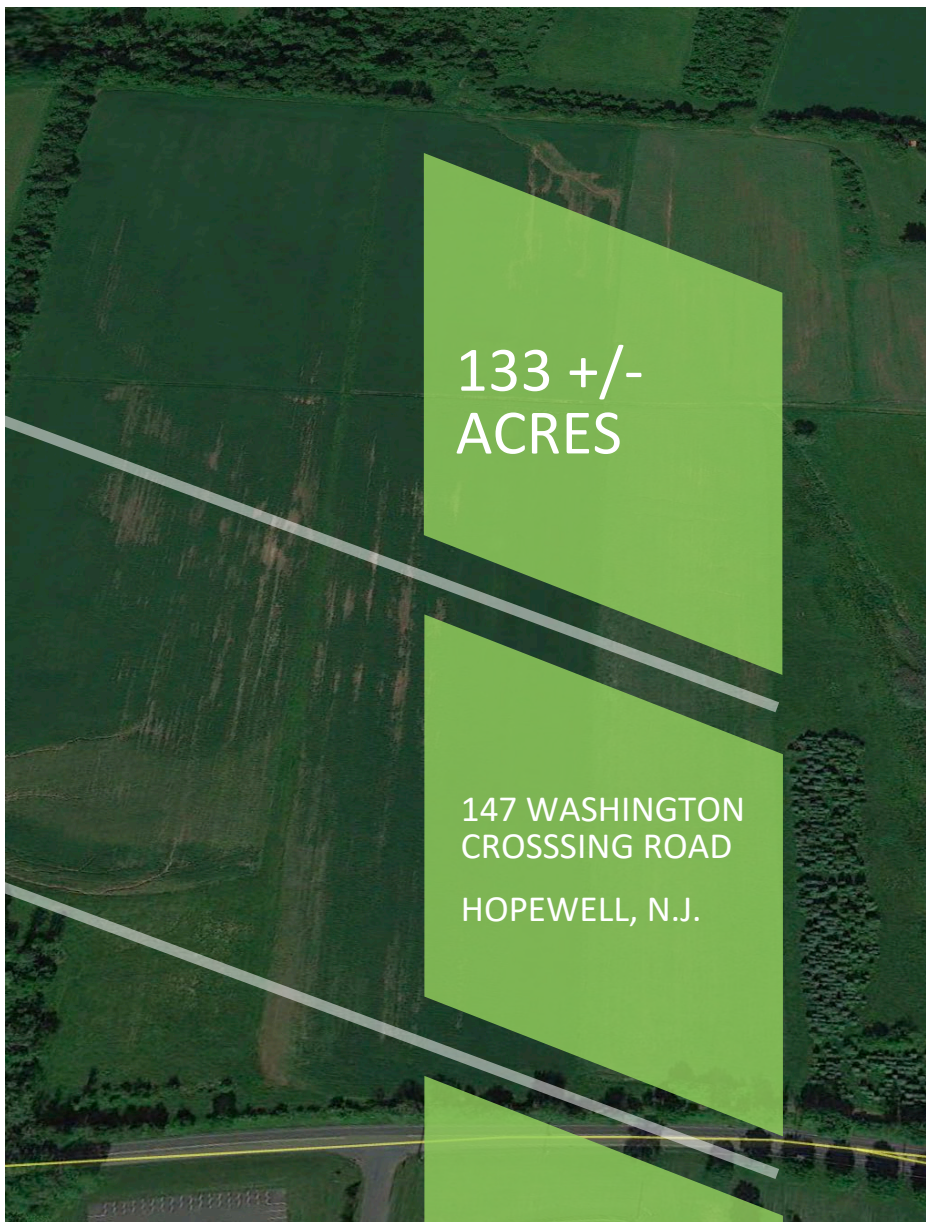 133 +/-
ACRES
147 WASHINGTON
CROSSSING ROAD
HOPEWELL, N.J.